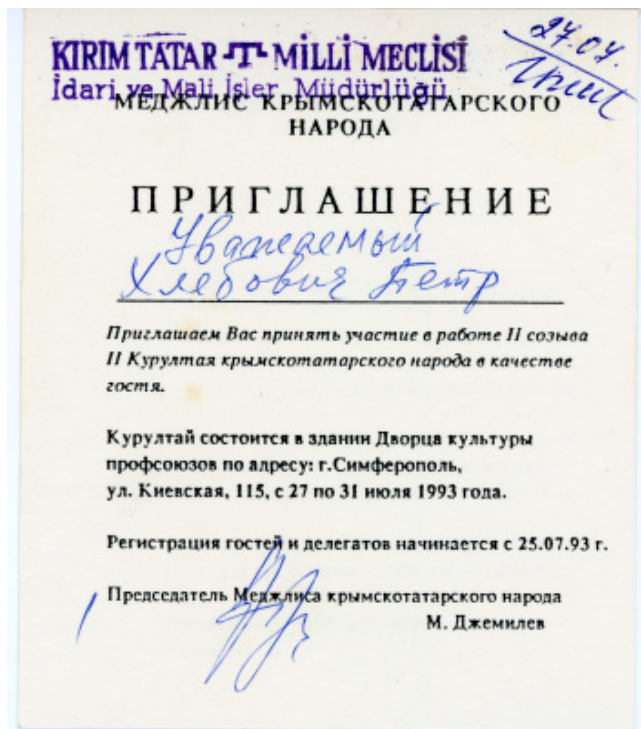 KIRIM TATAR MİLLİ MECLİSİ
İdari ve Mali İşler Müdürlüğü
27.07.
МЕДЖЛИС КРЫМСКОТАТАРСКОГО
НАРОДА
ПРИГЛАШЕНИЕ
Уважаемый
Хлебович Петр
Приглашаем Вас принять участие в работе II созыва
II Курултая крымскотатарского народа в качестве
гостя.
Курултай состоится в здании Дворца культуры
профсоюзов по адресу: г.Симферополь,
ул. Киевская, 115, с 27 по 31 июля 1993 года.
Регистрация гостей и делегатов начинается с 25.07.93 г.
Председатель Меджлиса крымскотатарского народа
М. Джемилев